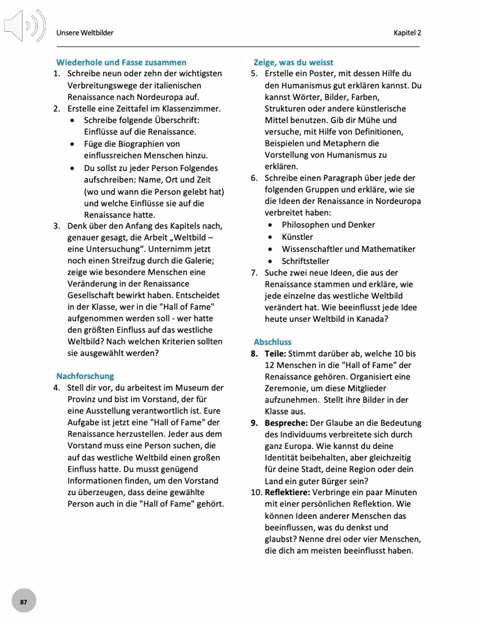 Unsere Weltbilder
Kapitel 2
Wiederhole und Fasse zusammen
1. Schreibe neun oder zehn der wichtigsten
Verbreitungswege der italienischen
Renaissance nach Nordeuropa auf.
2. Erstelle eine Zeittafel im Klassenzimmer.
• Schreibe folgende Überschrift:
Einflüsse auf die Renaissance.
• Füge die Biographien von
einflussreichen Menschen hinzu.
• Du sollst zu jeder Person Folgendes
aufschreiben: Name, Ort und Zeit
(wo und wann die Person gelebt hat)
und welche Einflüsse sie auf die
Renaissance hatte.
3. Denk über den Anfang des Kapitels nach,
genauer gesagt, die Arbeit „Weltbild –
eine Untersuchung". Unternimm jetzt
noch einen Streifzug durch die Galerie;
zeige wie besondere Menschen eine
Veränderung in der Renaissance
Gesellschaft bewirkt haben. Entscheidet
in der Klasse, wer in die "Hall of Fame"
aufgenommen werden soll - wer hatte
den größten Einfluss auf das westliche
Weltbild? Nach welchen Kriterien sollten
sie ausgewählt werden?
Nachforschung
4. Stell dir vor, du arbeitest im Museum der
Provinz und bist im Vorstand, der für
eine Ausstellung verantwortlich ist. Eure
Aufgabe ist jetzt eine "Hall of Fame" der
Renaissance herzustellen. Jeder aus dem
Vorstand muss eine Person suchen, die
auf das westliche Weltbild einen großen
Einfluss hatte. Du musst genügend
Informationen finden, um den Vorstand
zu überzeugen, dass deine gewählte
Person auch in die "Hall of Fame" gehört.
Zeige, was du weisst
5. Erstelle ein Poster, mit dessen Hilfe du
den Humanismus gut erklären kannst. Du
kannst Wörter, Bilder, Farben,
Strukturen oder andere künstlerische
Mittel benutzen. Gib dir Mühe und
versuche, mit Hilfe von Definitionen,
Beispielen und Metaphern die
Vorstellung von Humanismus zu
erklären.
6. Schreibe einen Paragraph über jede der
folgenden Gruppen und erkläre, wie sie
die Ideen der Renaissance in Nordeuropa
verbreitet haben:
• Philosophen und Denker
• Künstler
• Wissenschaftler und Mathematiker
• Schriftsteller
7. Suche zwei neue Ideen, die aus der
Renaissance stammen und erkläre, wie
jede einzelne das westliche Weltbild
verändert hat. Wie beeinflusst jede Idee
heute unser Weltbild in Kanada?
Abschluss
8. Teile: Stimmt darüber ab, welche 10 bis
12 Menschen in die "Hall of Fame" der
Renaissance gehören. Organisiert eine
Zeremonie, um diese Mitglieder
aufzunehmen. Stellt ihre Bilder in der
Klasse aus.
9. Bespreche: Der Glaube an die Bedeutung
des Individuums verbreitete sich durch
ganz Europa. Wie kannst du deine
Identität beibehalten, aber gleichzeitig
für deine Stadt, deine Region oder dein
Land ein guter Bürger sein?
10. Reflektiere: Verbringe ein paar Minuten
mit einer persönlichen Reflektion. Wie
können Ideen anderer Menschen das
beeinflussen, was du denkst und
glaubst? Nenne drei oder vier Menschen,
die dich am meisten beeinflusst haben.
87